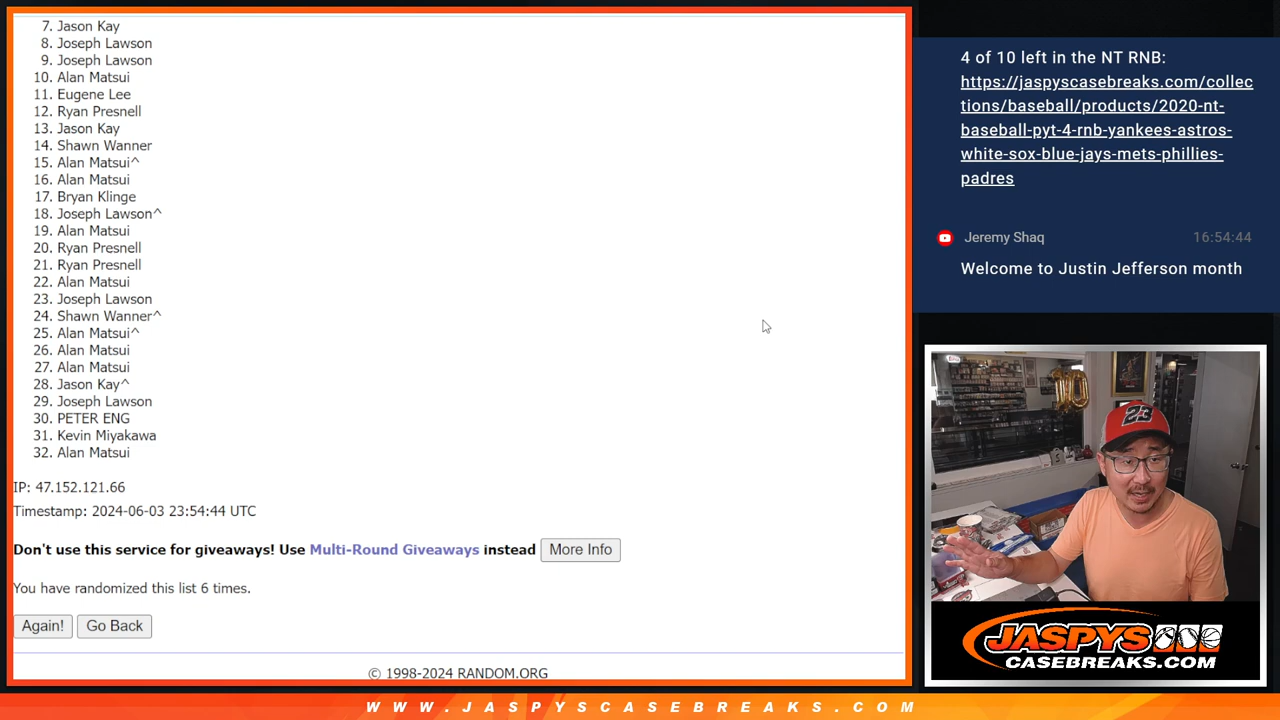 7. Jason Kay
8. Joseph Lawson
9. Joseph Lawson
10. Alan Matsui
11. Eugene Lee
12. Ryan Presnell
13. Jason Kay
14. Shawn Wanner
15. Alan Matsui^
16. Alan Matsui
17. Bryan Klinge
18. Joseph Lawson^
19. Alan Matsui
20. Ryan Presnell
21. Ryan Presnell
22. Alan Matsui
23. Joseph Lawson
24. Shawn Wanner^
25. Alan Matsui^
26. Alan Matsui
27. Alan Matsui
28. Jason Kay^
29. Joseph Lawson
30. PETER ENG
31. Kevin Miyakawa
32. Alan Matsui
IP: 47.152.121.66
Timestamp: 2024-06-03 23:54:44 UTC
Don't use this service for giveaways! Use Multi-Round Giveaways instead More Info
You have randomized this list 6 times.
Again! Go Back
© 1998-2024 RANDOM.ORG
4 of 10 left in the NT RNB:
https://jaspyscasebreaks.com/collec
tions/baseball/products/2020-nt-
baseball-pyt-4-rnb-yankees-astros-
white-sox-blue-jays-mets-phillies-
padres
Jeremy Shaq 16:54:44
Welcome to Justin Jefferson month
10
23
JASPYS
CASEBREAKS.COM
WWW.JASPYSCASEBREAKS.COM